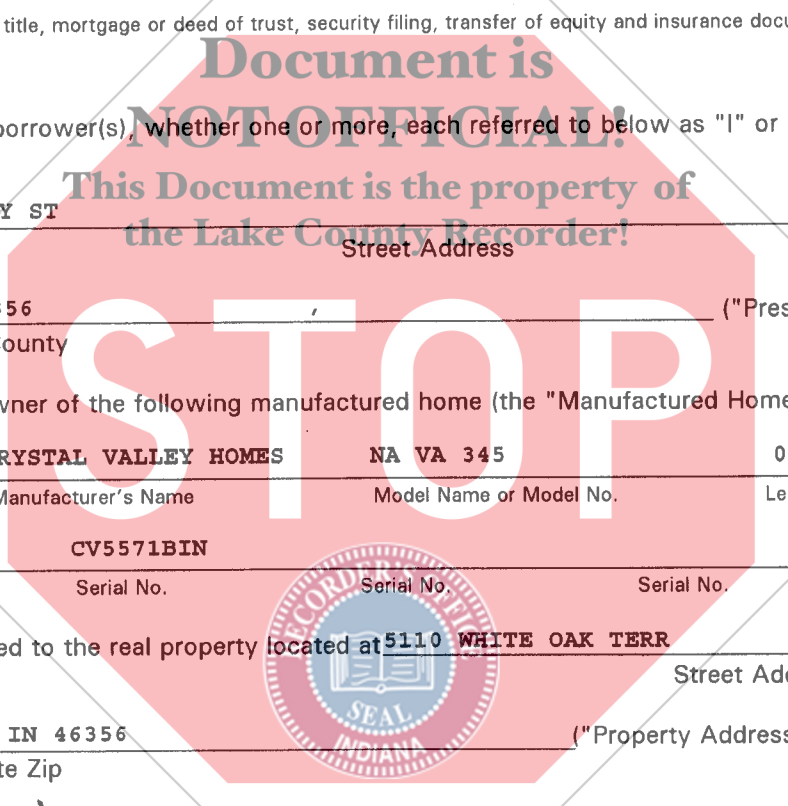 title, mortgage or deed of trust, security filing, transfer of equity and insurance docu
Document is
NOT OFFICIAL!
borrower(s), whether one or more, each referred to below as "I" or
This Document is the property of
Y ST
the Lake County Recorder!
Street Address
56 , ("Pres
County
STOP
wner of the following manufactured home (the "Manufactured Home
RYSTAL VALLEY HOMES NA VA 345 0
Manufacturer's Name Model Name or Model No. Le
CV5571BIN
Serial No. Serial No. Serial No.
ed to the real property located at 5110 WHITE OAK TERR
Street Add
RECORDER'S OFFICE
SEAL
INDIANA
IN 46356 ("Property Address
te Zip